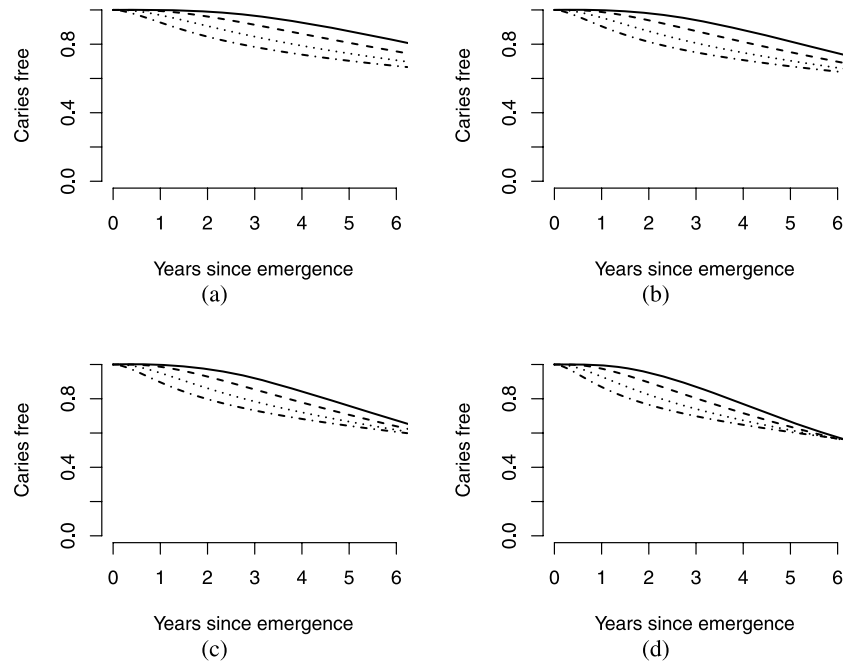 Caries free
0.0 0.4 0.8
0 1 2 3 4 5 6
Years since emergence
(a)
Caries free
0.0 0.4 0.8
0 1 2 3 4 5 6
Years since emergence
(b)
Caries free
0.0 0.4 0.8
0 1 2 3 4 5 6
Years since emergence
(c)
Caries free
0.0 0.4 0.8
0 1 2 3 4 5 6
Years since emergence
(d)